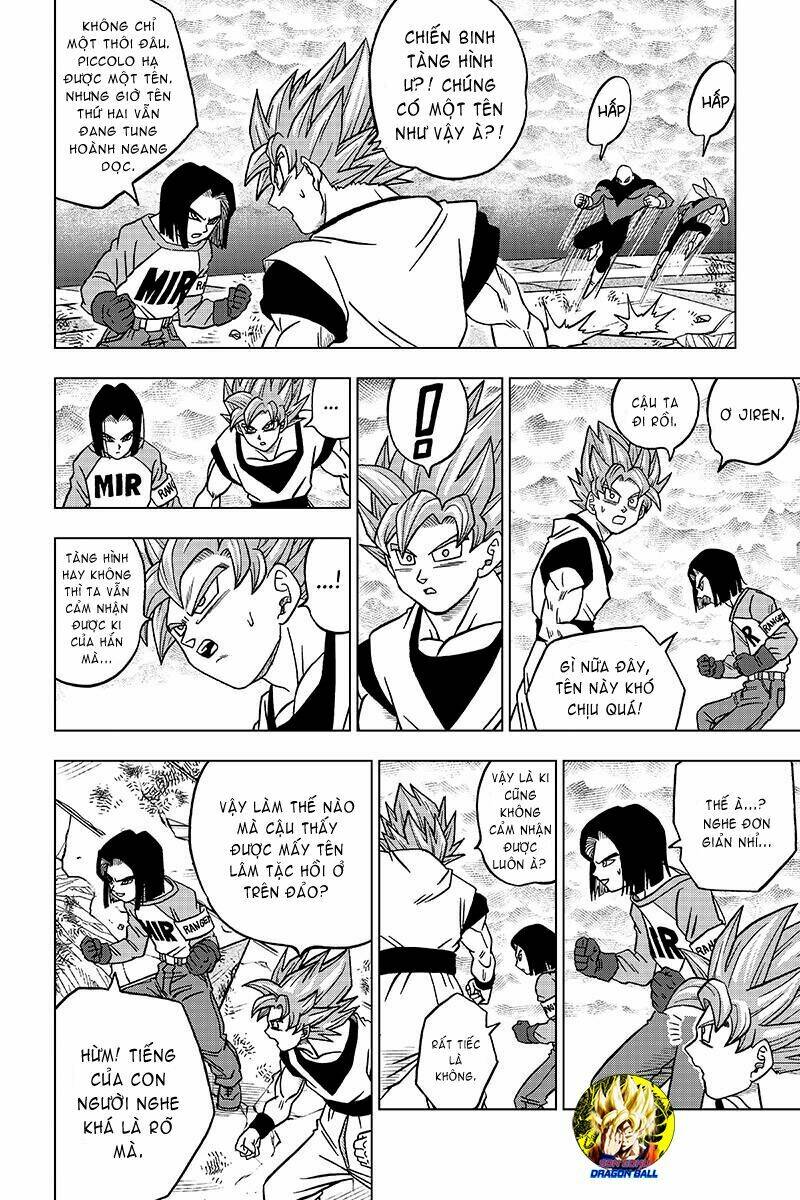 HẤP
HẤP
CHIẾN BINH
TÀNG HÌNH
Ư?! CHÚNG
CÓ MỘT TÊN
NHƯ VẬY À?!
KHÔNG CHỈ
MỘT THÔI ĐÂU.
PICCOLO HẠ
ĐƯỢC MỘT TÊN,
NHƯNG GIỜ TÊN
THỨ HAI VẪN
ĐANG TUNG
HOÀNH NGANG
DỌC.
MIR
RAN
Ơ JIREN.
CẬU TA
ĐI RỒI.
R
RANGER
GÌ NỮA ĐÂY,
TÊN NÀY KHÓ
CHỊU QUÁ!
!
...
MIR
RANG
...!
TÀNG HÌNH
HAY KHÔNG
THÌ TA VẪN
CẢM NHẬN
ĐƯỢC KI
CỦA HẮN
MÀ...
THẾ À...?
NGHE ĐƠN
GIẢN NHỈ...
MIR
RANGE
VẬY LÀ KI
CŨNG
KHÔNG
CẢM NHẬN
ĐƯỢC
LUÔN À?
RẤT TIẾC
LÀ
KHÔNG.
VẬY LÀM THẾ NÀO
MÀ CẬU THẤY
ĐƯỢC MẤY TÊN
LÂM TẶC HỒI Ở
TRÊN ĐẢO?
MIR
RANGER
HỪM! TIẾNG
CỦA CON
NGƯỜI NGHE
KHÁ LÀ RÕ
MÀ.
SON GOKU
DRAGON BALL